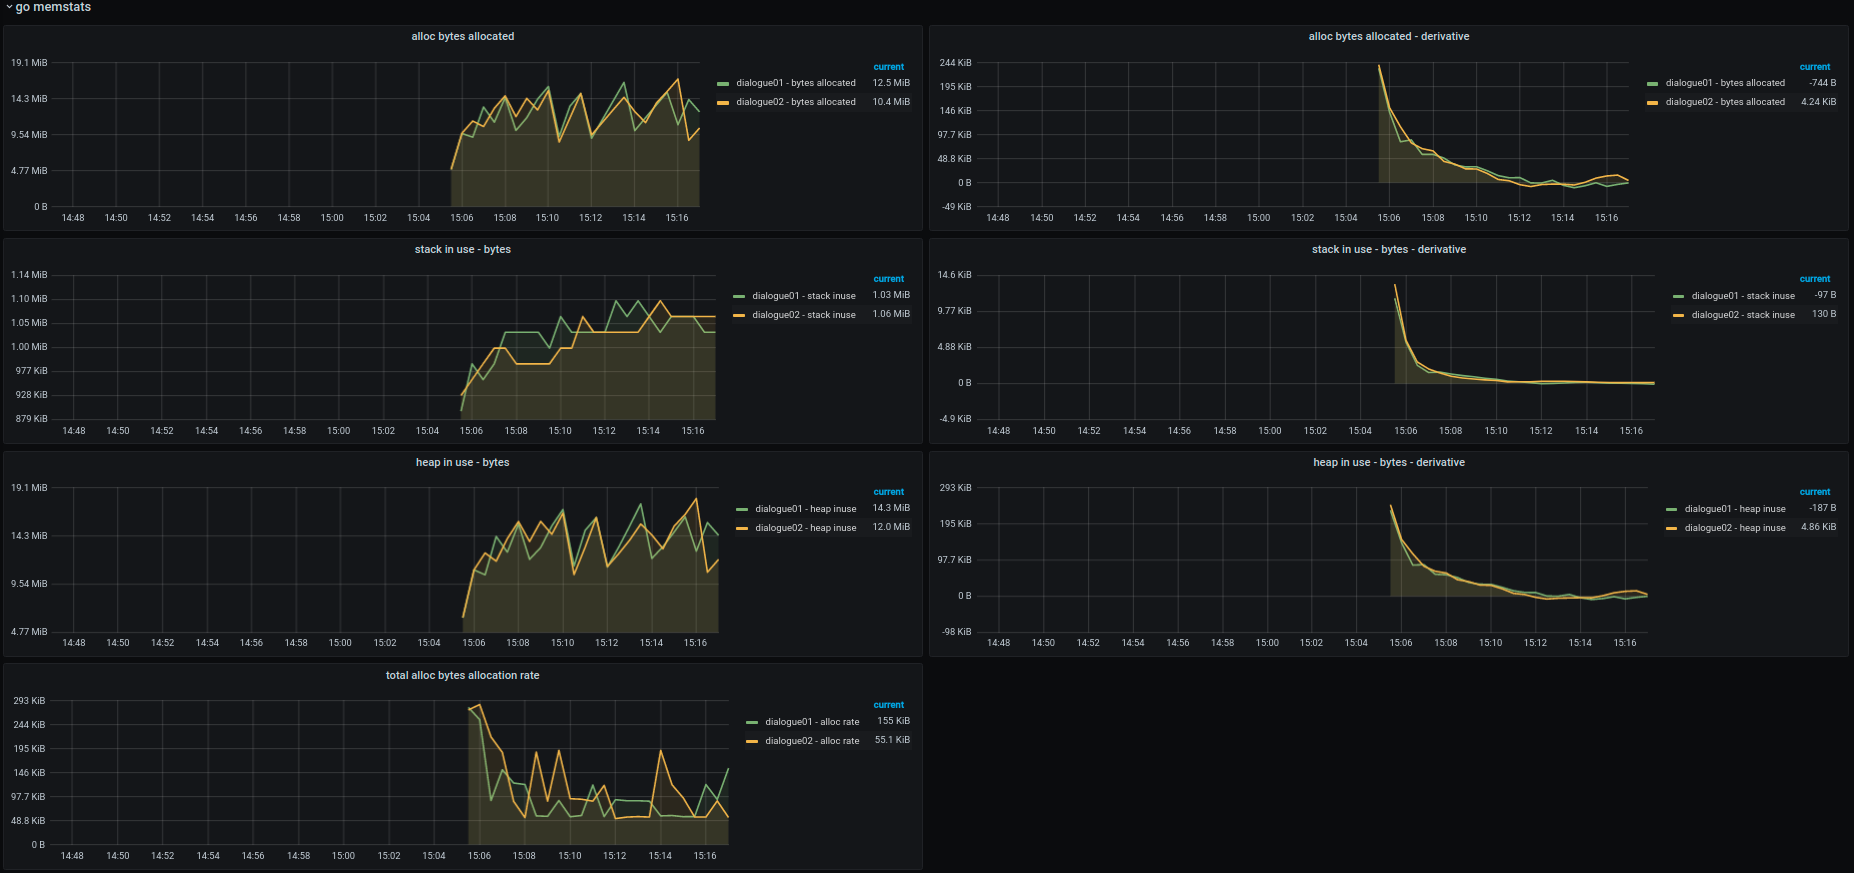 go memstats
alloc bytes allocated
current
19.1 MiB
dialogue01 - bytes allocated 12.5 MiB
dialogue02 - bytes allocated 10.4 MiB
14.3 MiB
9.54 MiB
4.77 MiB
0 B
14:48 14:50 14:52 14:54 14:56 14:58 15:00 15:02 15:04 15:06 15:08 15:10 15:12 15:14 15:16
alloc bytes allocated - derivative
current
244 KiB
dialogue01 - bytes allocated -744 B
195 KiB
dialogue02 - bytes allocated 4.24 KiB
146 KiB
97.7 KiB
48.8 KiB
0 B
-49 KiB
14:48 14:50 14:52 14:54 14:56 14:58 15:00 15:02 15:04 15:06 15:08 15:10 15:12 15:14 15:16
stack in use - bytes
current
1.14 MiB
dialogue01 - stack inuse 1.03 MiB
1.10 MiB
dialogue02 - stack inuse 1.06 MiB
1.05 MiB
1.00 MiB
977 KiB
928 KiB
879 KiB
14:48 14:50 14:52 14:54 14:56 14:58 15:00 15:02 15:04 15:06 15:08 15:10 15:12 15:14 15:16
stack in use - bytes - derivative
current
14.6 KiB
dialogue01 - stack inuse -97 B
9.77 KiB
dialogue02 - stack inuse 130 B
4.88 KiB
0 B
-4.9 KiB
14:48 14:50 14:52 14:54 14:56 14:58 15:00 15:02 15:04 15:06 15:08 15:10 15:12 15:14 15:16
heap in use - bytes
current
19.1 MiB
dialogue01 - heap inuse 14.3 MiB
dialogue02 - heap inuse 12.0 MiB
14.3 MiB
9.54 MiB
4.77 MiB
14:48 14:50 14:52 14:54 14:56 14:58 15:00 15:02 15:04 15:06 15:08 15:10 15:12 15:14 15:16
heap in use - bytes - derivative
current
293 KiB
dialogue01 - heap inuse -187 B
195 KiB
dialogue02 - heap inuse 4.86 KiB
97.7 KiB
0 B
-98 KiB
14:48 14:50 14:52 14:54 14:56 14:58 15:00 15:02 15:04 15:06 15:08 15:10 15:12 15:14 15:16
total alloc bytes allocation rate
current
293 KiB
dialogue01 - alloc rate 155 KiB
244 KiB
dialogue02 - alloc rate 55.1 KiB
195 KiB
146 KiB
97.7 KiB
48.8 KiB
0 B
14:48 14:50 14:52 14:54 14:56 14:58 15:00 15:02 15:04 15:06 15:08 15:10 15:12 15:14 15:16